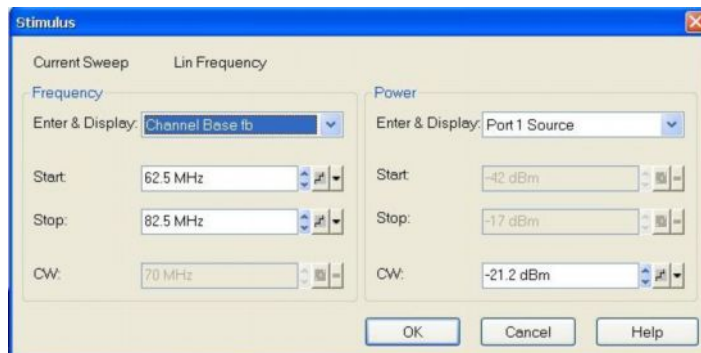 Stimulus
Current Sweep Lin Frequency
Frequency
Enter & Display: Channel Base fb
Start: 62.5 MHz
Stop: 82.5 MHz
CW: 70 MHz
Power
Enter & Display: Port 1 Source
Start: -42 dBm
Stop: -17 dBm
CW: -21.2 dBm
OK Cancel Help